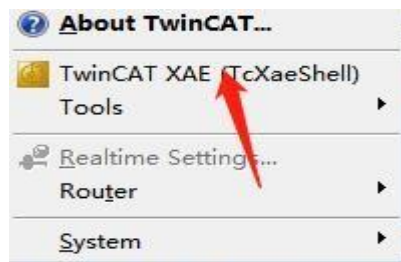 About TwinCAT...
TwinCAT XAE (TcXaeShell)
Tools
Realtime Settings...
Router
System